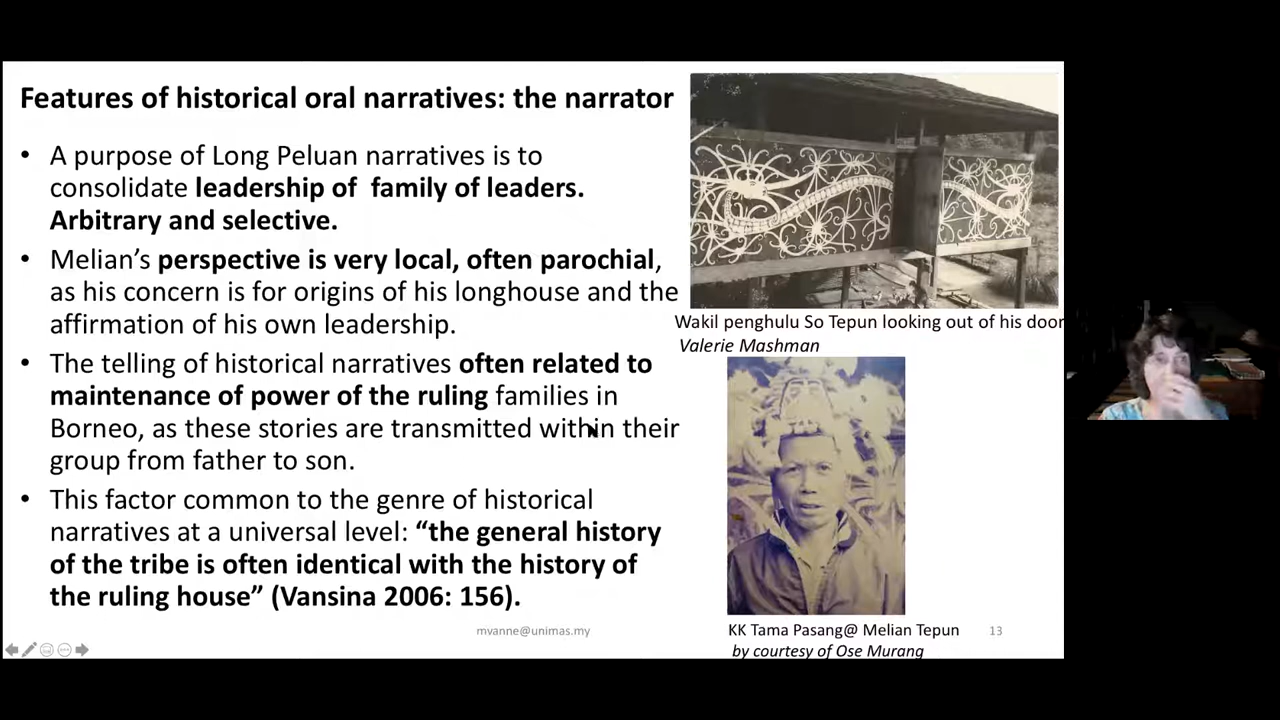 Features of historical oral narratives: the narrator
• A purpose of Long Peluan narratives is to
consolidate leadership of family of leaders.
Arbitrary and selective.
• Melian's perspective is very local, often parochial,
as his concern is for origins of his longhouse and the
affirmation of his own leadership.
• The telling of historical narratives often related to
maintenance of power of the ruling families in
Borneo, as these stories are transmitted within their
group from father to son.
• This factor common to the genre of historical
narratives at a universal level: “the general history
of the tribe is often identical with the history of
the ruling house” (Vansina 2006: 156).
Wakil penghulu So Tepun looking out of his door
Valerie Mashman
KK Tama Pasang@ Melian Tepun
by courtesy of Ose Murang
mvanne@unimas.my
13